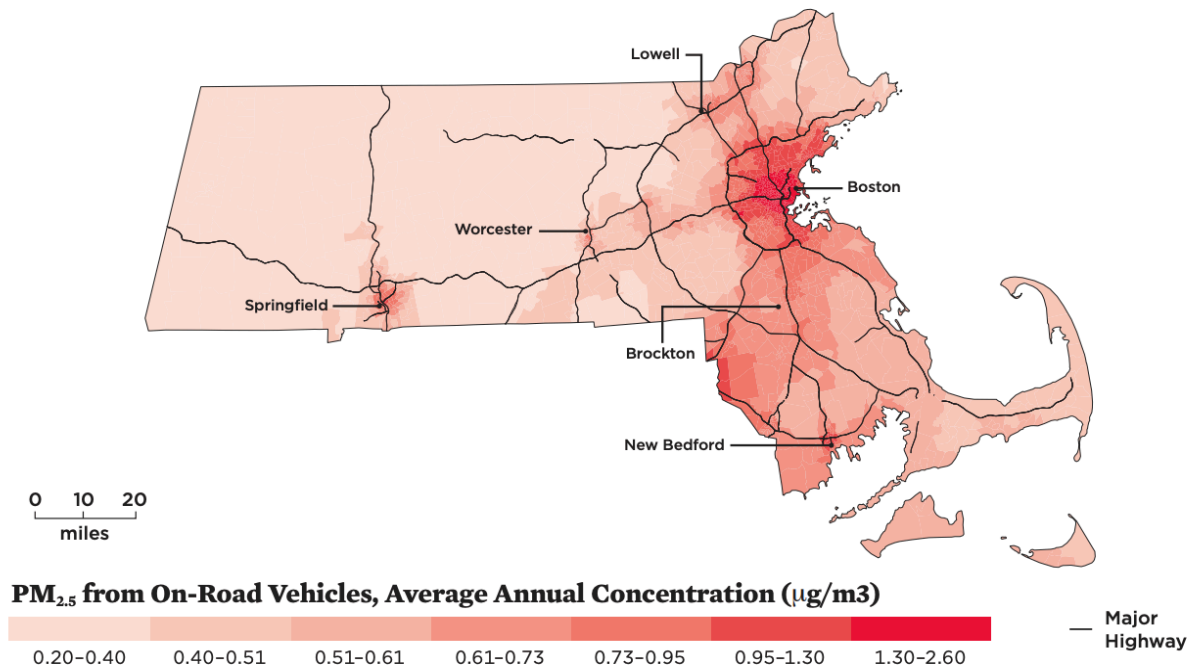 Lowell
Boston
Worcester
Springfield
Brockton
New Bedford
0 10 20
miles
PM2.5 from On-Road Vehicles, Average Annual Concentration (μg/m3)
0.20–0.40 0.40–0.51 0.51–0.61 0.61–0.73 0.73–0.95 0.95–1.30 1.30–2.60
Major
Highway